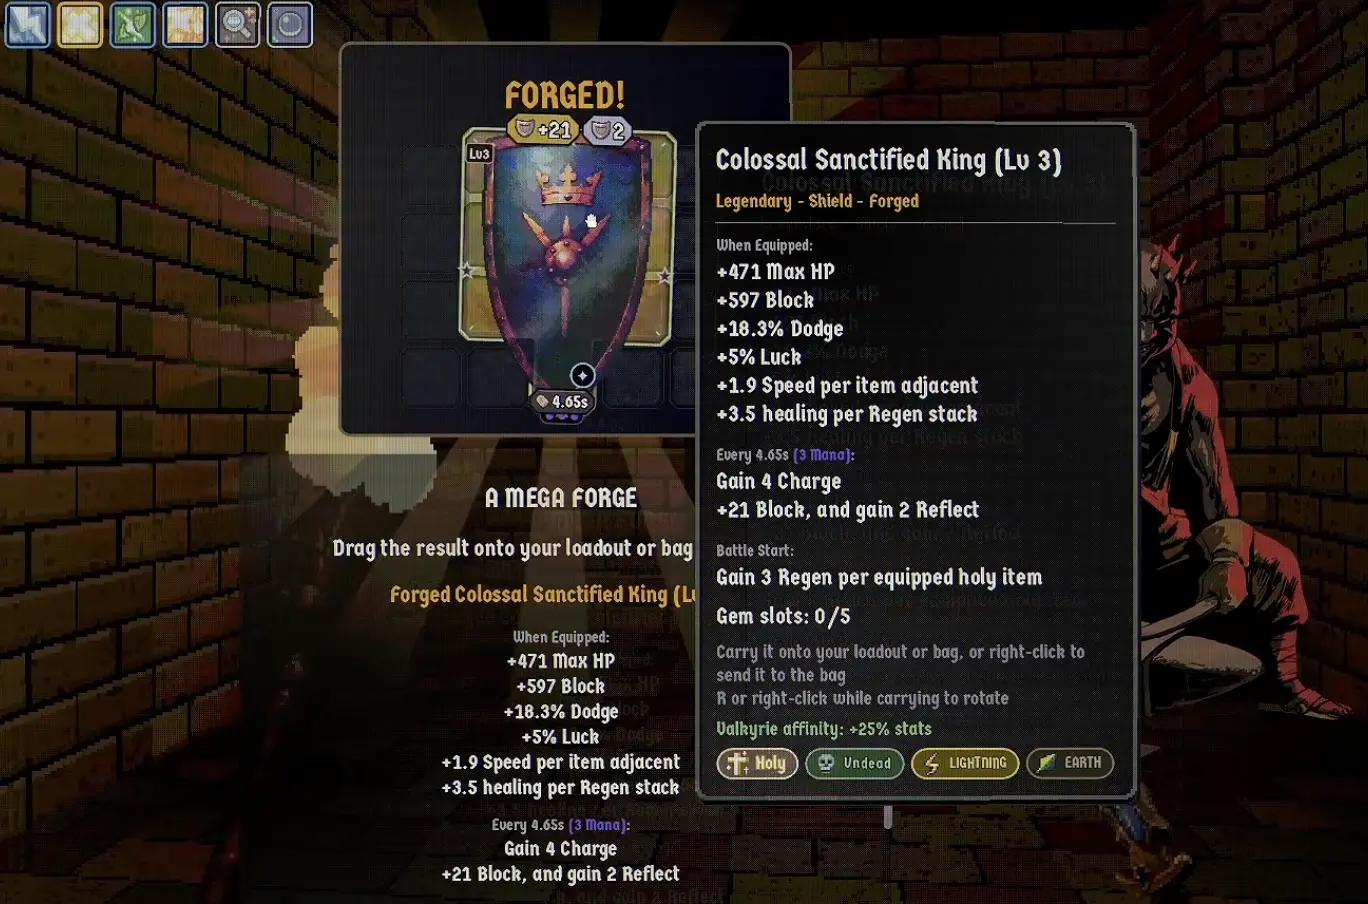 FORGED!
+21
2
Lv3
4.65s
A MEGA FORGE
Drag the result onto your loadout or bag
Forged Colossal Sanctified King (Lv
When Equipped:
+471 Max HP
+597 Block
+18.3% Dodge
+5% Luck
+1.9 Speed per item adjacent
+3.5 healing per Regen stack
Every 4.65s (3 Mana):
Gain 4 Charge
+21 Block, and gain 2 Reflect
Colossal Sanctified King (Lv 3)
Legendary - Shield - Forged
When Equipped:
+471 Max HP
+597 Block
+18.3% Dodge
+5% Luck
+1.9 Speed per item adjacent
+3.5 healing per Regen stack
Every 4.65s (3 Mana):
Gain 4 Charge
+21 Block, and gain 2 Reflect
Battle Start:
Gain 3 Regen per equipped holy item
Gem slots: 0/5
Carry it onto your loadout or bag, or right-click to
send it to the bag
R or right-click while carrying to rotate
Valkyrie affinity: +25% stats
Holy
Undead
LIGHTNING
EARTH